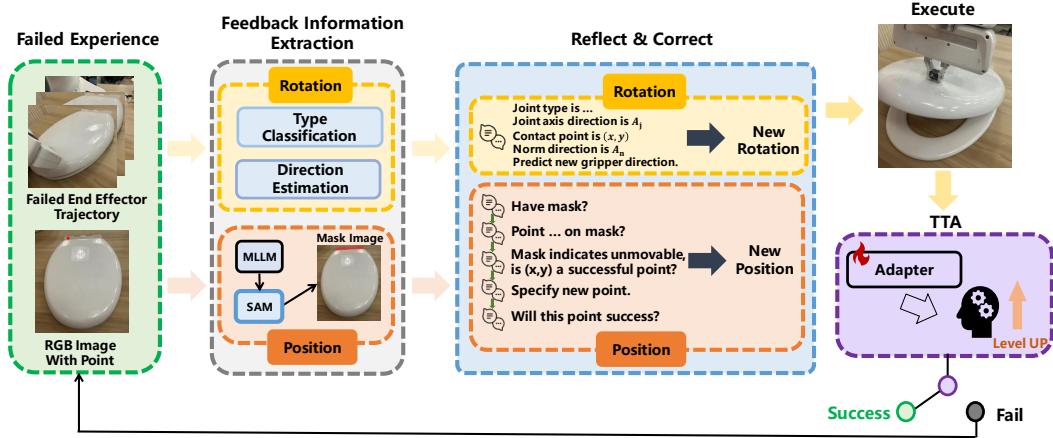 Failed Experience
Failed End Effector
Trajectory
RGB Image
With Point
Feedback Information
Extraction
Rotation
Type
Classification
Direction
Estimation
MLLM
SAM
Mask Image
Position
Reflect & Correct
Rotation
Joint type is ...
Joint axis direction is A_j
Contact point is (x, y)
Norm direction is A_n
Predict new gripper direction.
New
Rotation
Have mask?
Point ... on mask?
Mask indicates unmovable,
is (x,y) a successful point?
Specify new point.
Will this point success?
New
Position
Position
Execute
TTA
Adapter
Level UP
Success
Fail